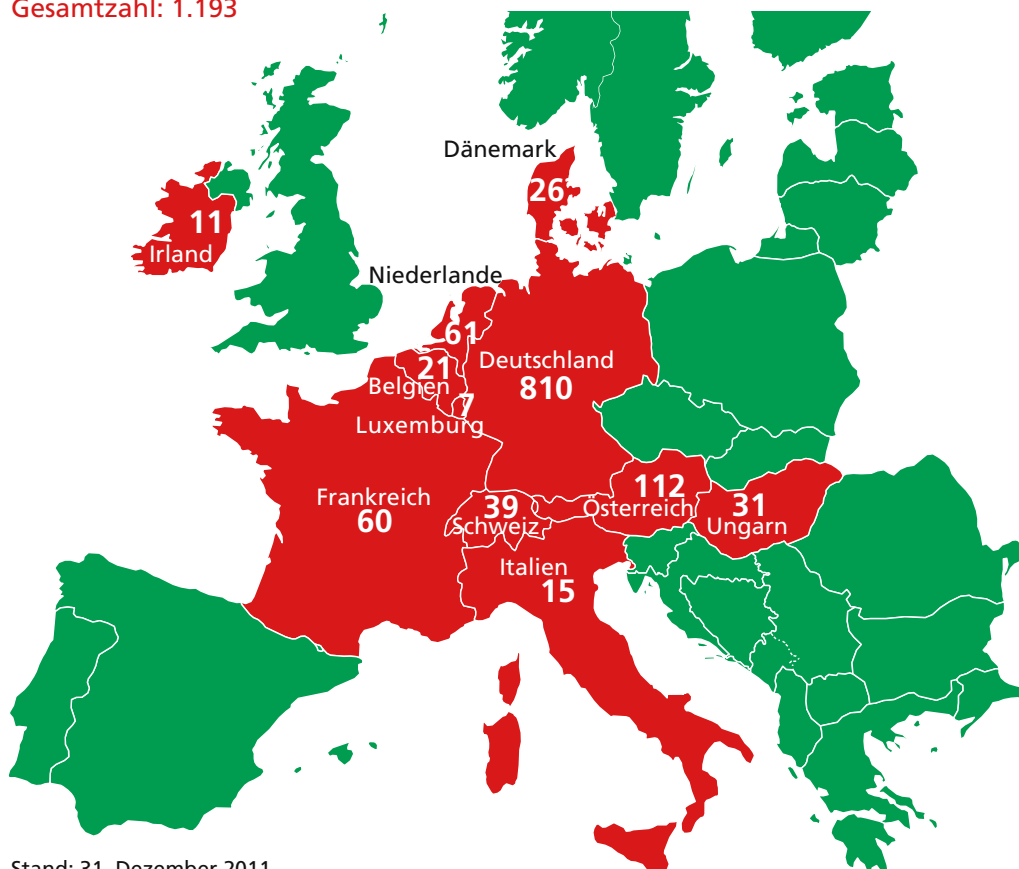 Gesamtzahl: 1.193
Dänemark
26
11
Irland
Niederlande
61
21
Belgien
Deutschland
810
7
Luxemburg
Frankreich
60
39
Schweiz
112
Österreich
31
Ungarn
Italien
15
Stand: 31. Dezember 2011